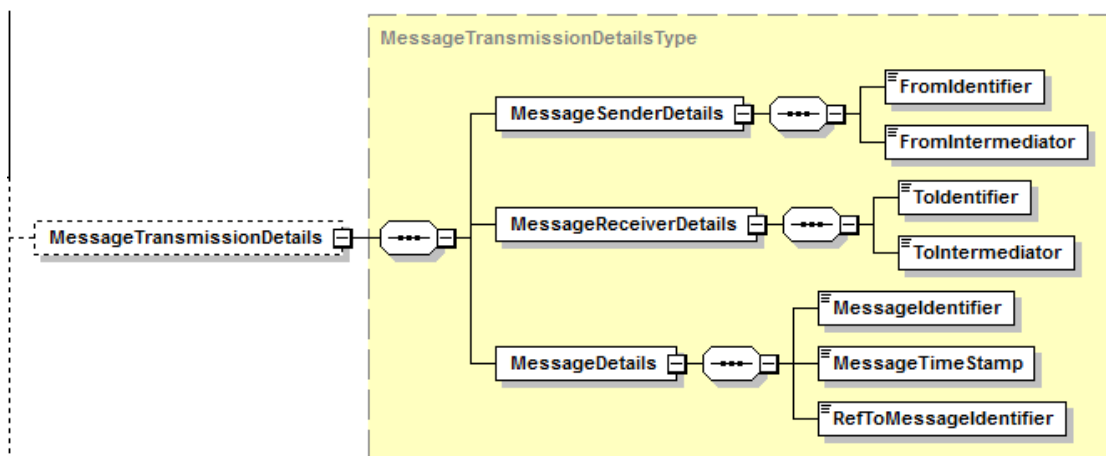 MessageTransmissionDetailsType
MessageTransmissionDetails
MessageSenderDetails
FromIdentifier
FromIntermediator
MessageReceiverDetails
ToIdentifier
ToIntermediator
MessageDetails
MessageIdentifier
MessageTimeStamp
RefToMessageIdentifier